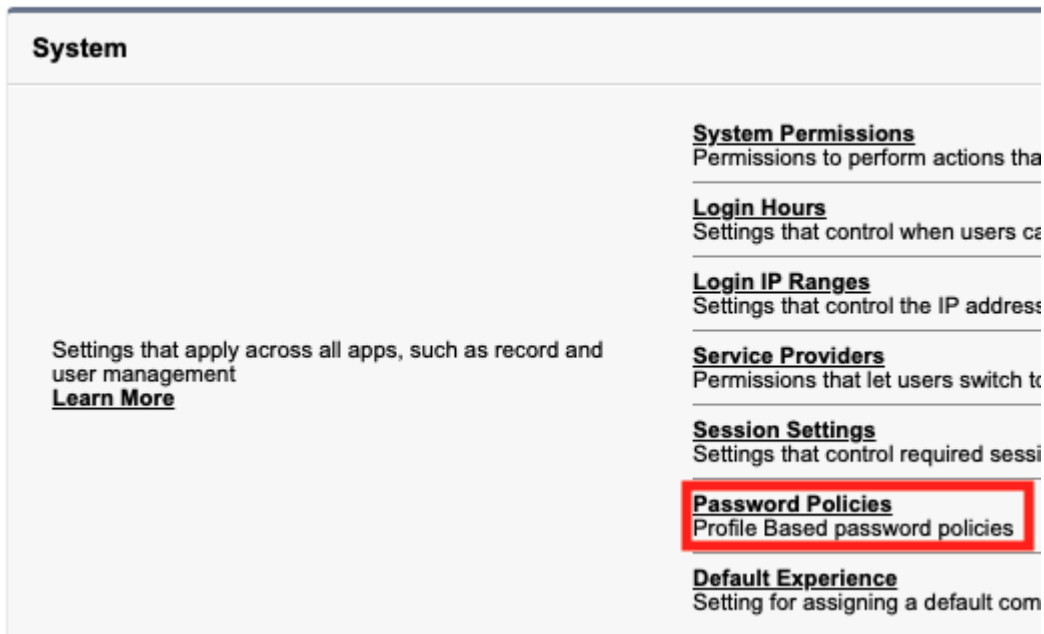 System
Settings that apply across all apps, such as record and
user management
Learn More
System Permissions
Permissions to perform actions tha
Login Hours
Settings that control when users ca
Login IP Ranges
Settings that control the IP address
Service Providers
Permissions that let users switch to
Session Settings
Settings that control required sessi
Password Policies
Profile Based password policies
Default Experience
Setting for assigning a default com